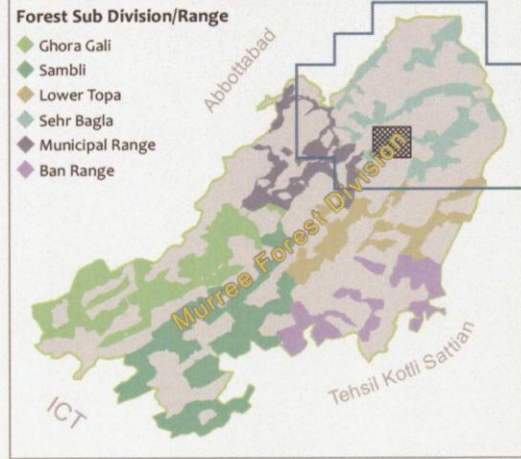 Forest Sub Division/Range
Ghora Gali
Sambli
Lower Topa
Sehr Bagla
Municipal Range
Ban Range
Abbottabad
Murree Forest Division
Tehsil Kotli Sattian
ICT